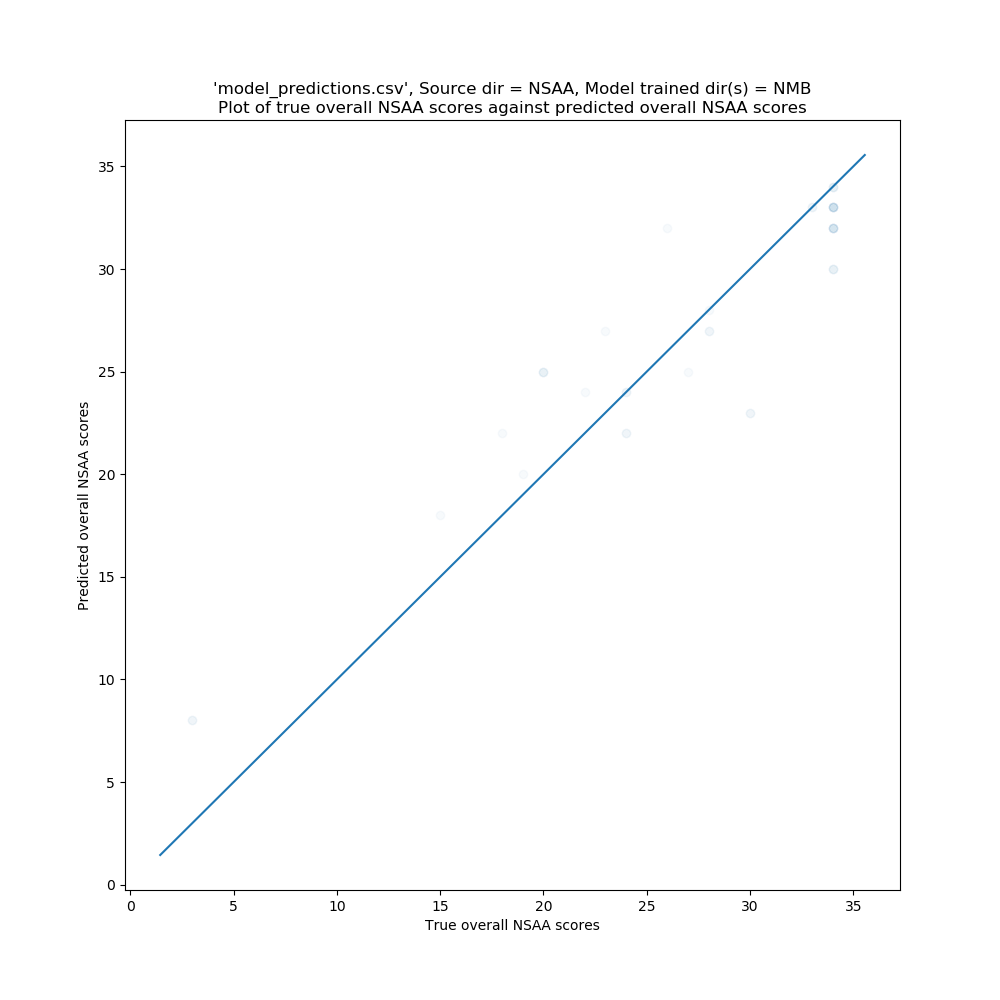 'model_predictions.csv', Source dir = NSAA, Model trained dir(s) = NMB
Plot of true overall NSAA scores against predicted overall NSAA scores
35
30
25
20
15
10
5
0
Predicted overall NSAA scores
0 5 10 15 20 25 30 35
True overall NSAA scores